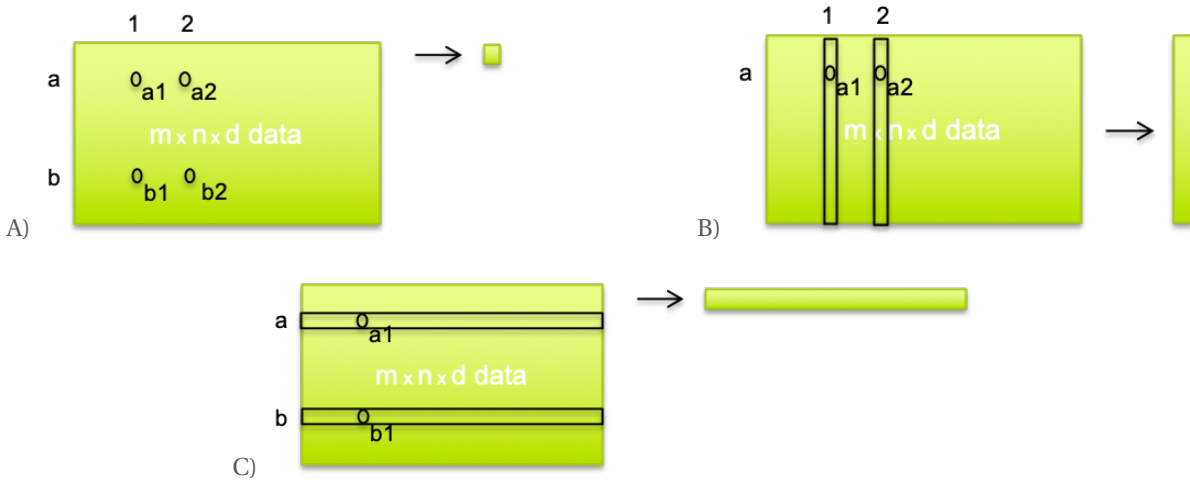 1 2
a
o a1 o a2
m x n x d data
b
o b1 o b2
A)
1 2
a
o a1 o a2
m x n x d data
B)
a
o a1
m x n x d data
b
o b1
C)